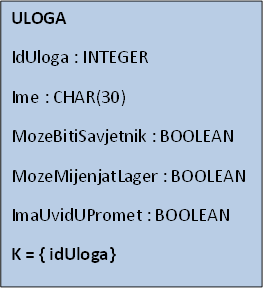 ULOGA
IdUloga : INTEGER
Ime : CHAR(30)
MozeBitiSavjetnik : BOOLEAN
MozeMijenjatLager : BOOLEAN
ImaUvidUPromet : BOOLEAN
K = { idUloga}